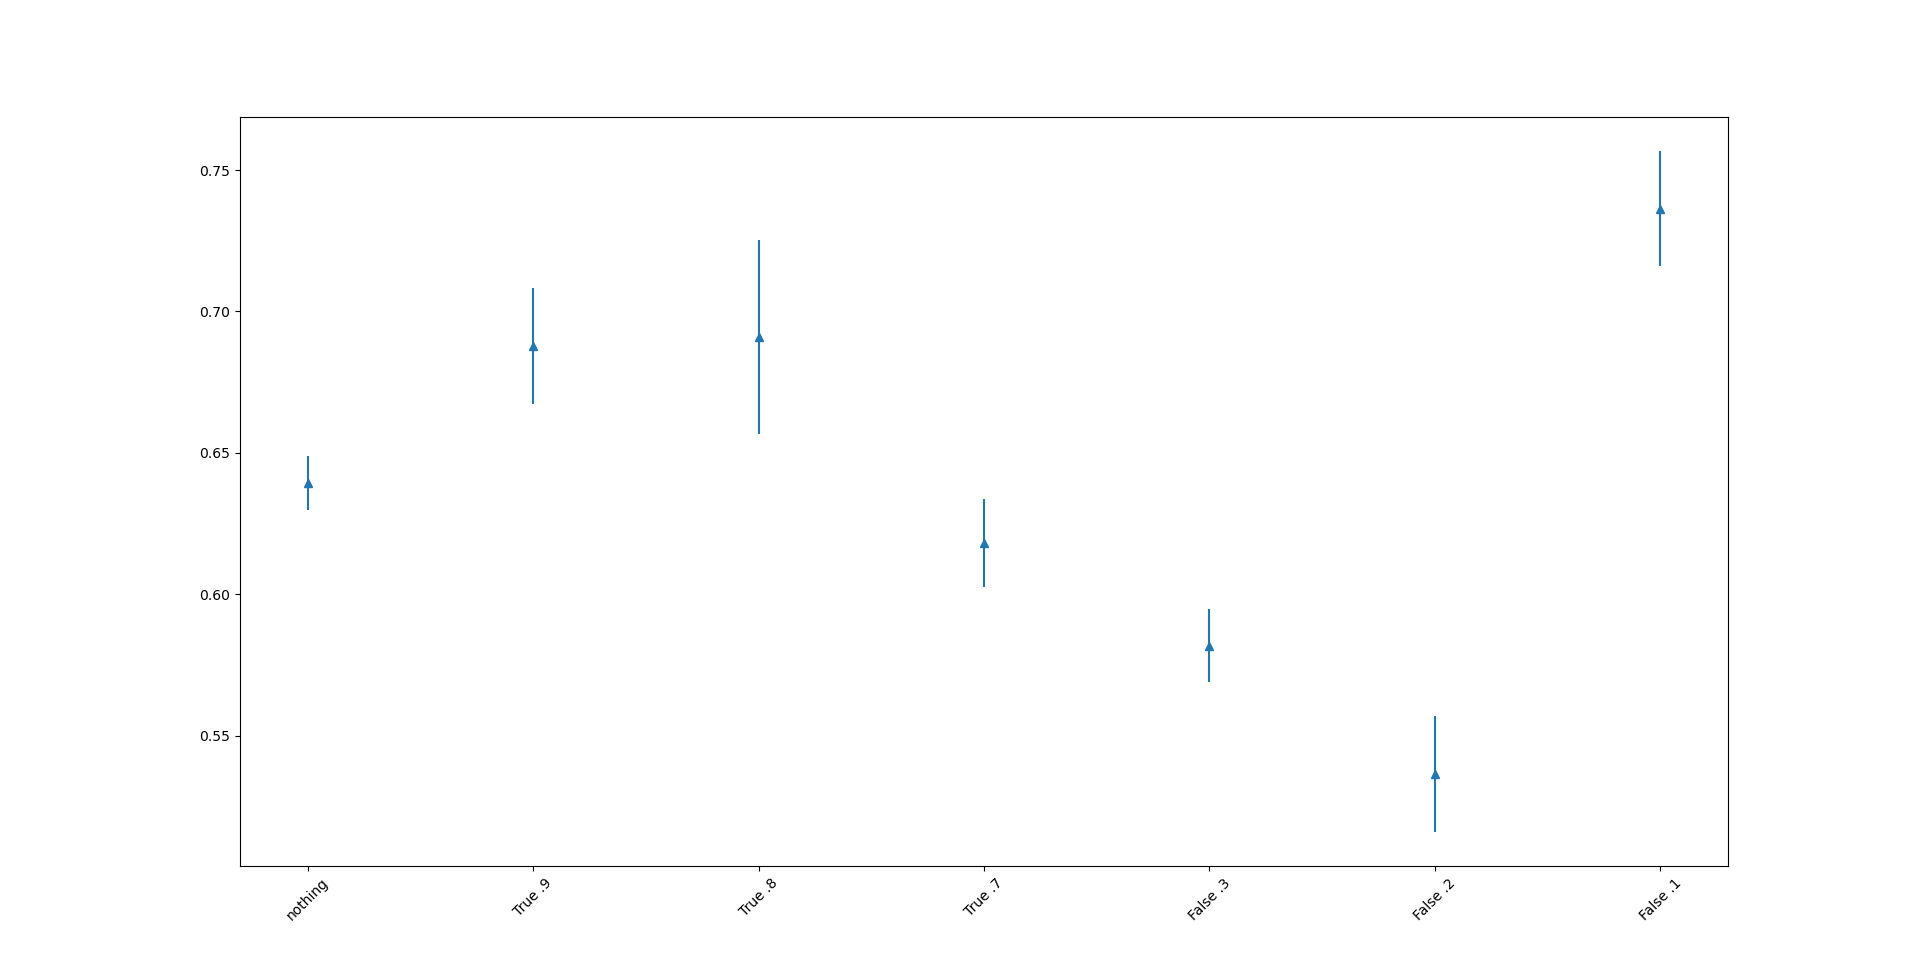 0.75
0.70
0.65
0.60
0.55
nothing
True .9
True .8
True .7
False .3
False .2
False .1